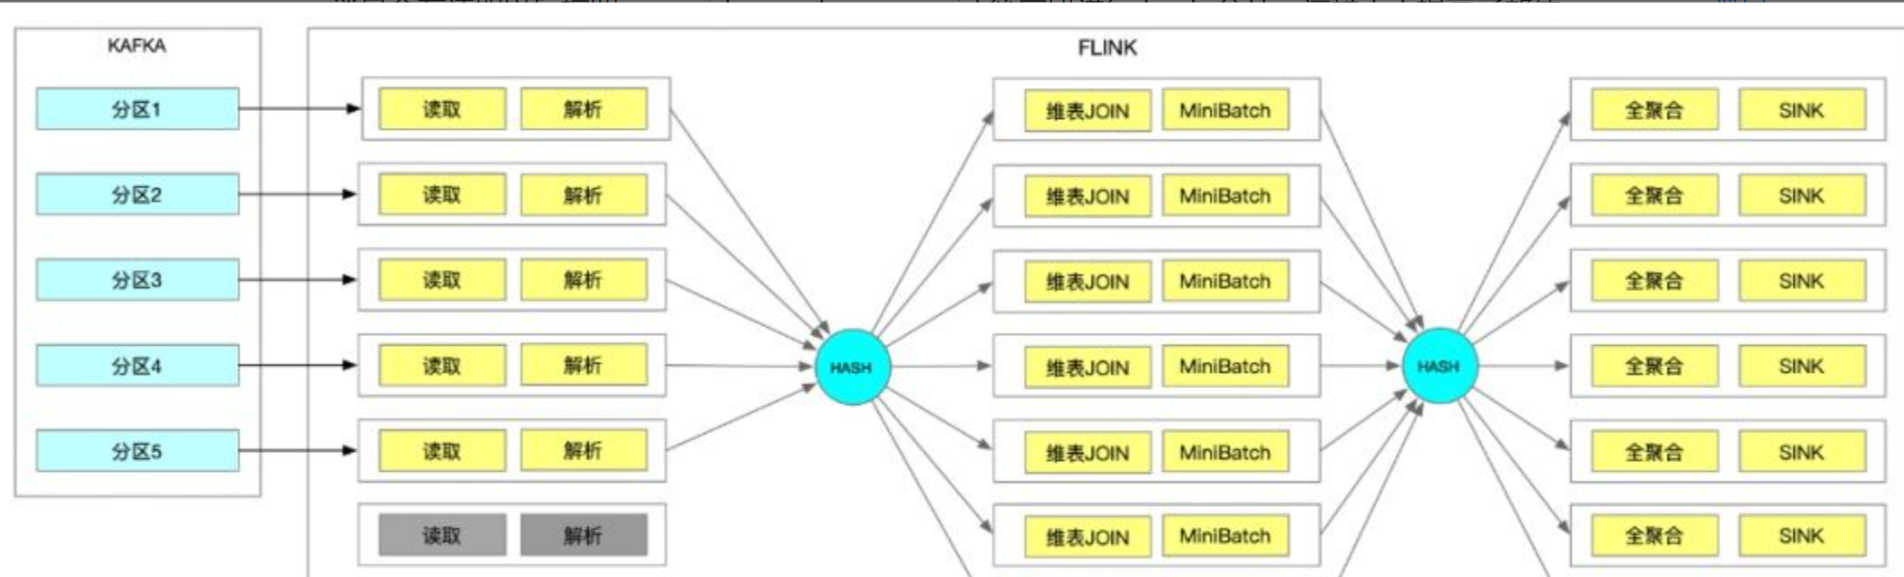 KAFKA
FLINK
分区1
读取 解析
维表JOIN MiniBatch
全聚合 SINK
分区2
读取 解析
维表JOIN MiniBatch
全聚合 SINK
分区3
读取 解析
维表JOIN MiniBatch
全聚合 SINK
分区4
读取 解析
HASH
维表JOIN MiniBatch
HASH
全聚合 SINK
分区5
读取 解析
维表JOIN MiniBatch
全聚合 SINK
读取 解析
维表JOIN MiniBatch
全聚合 SINK